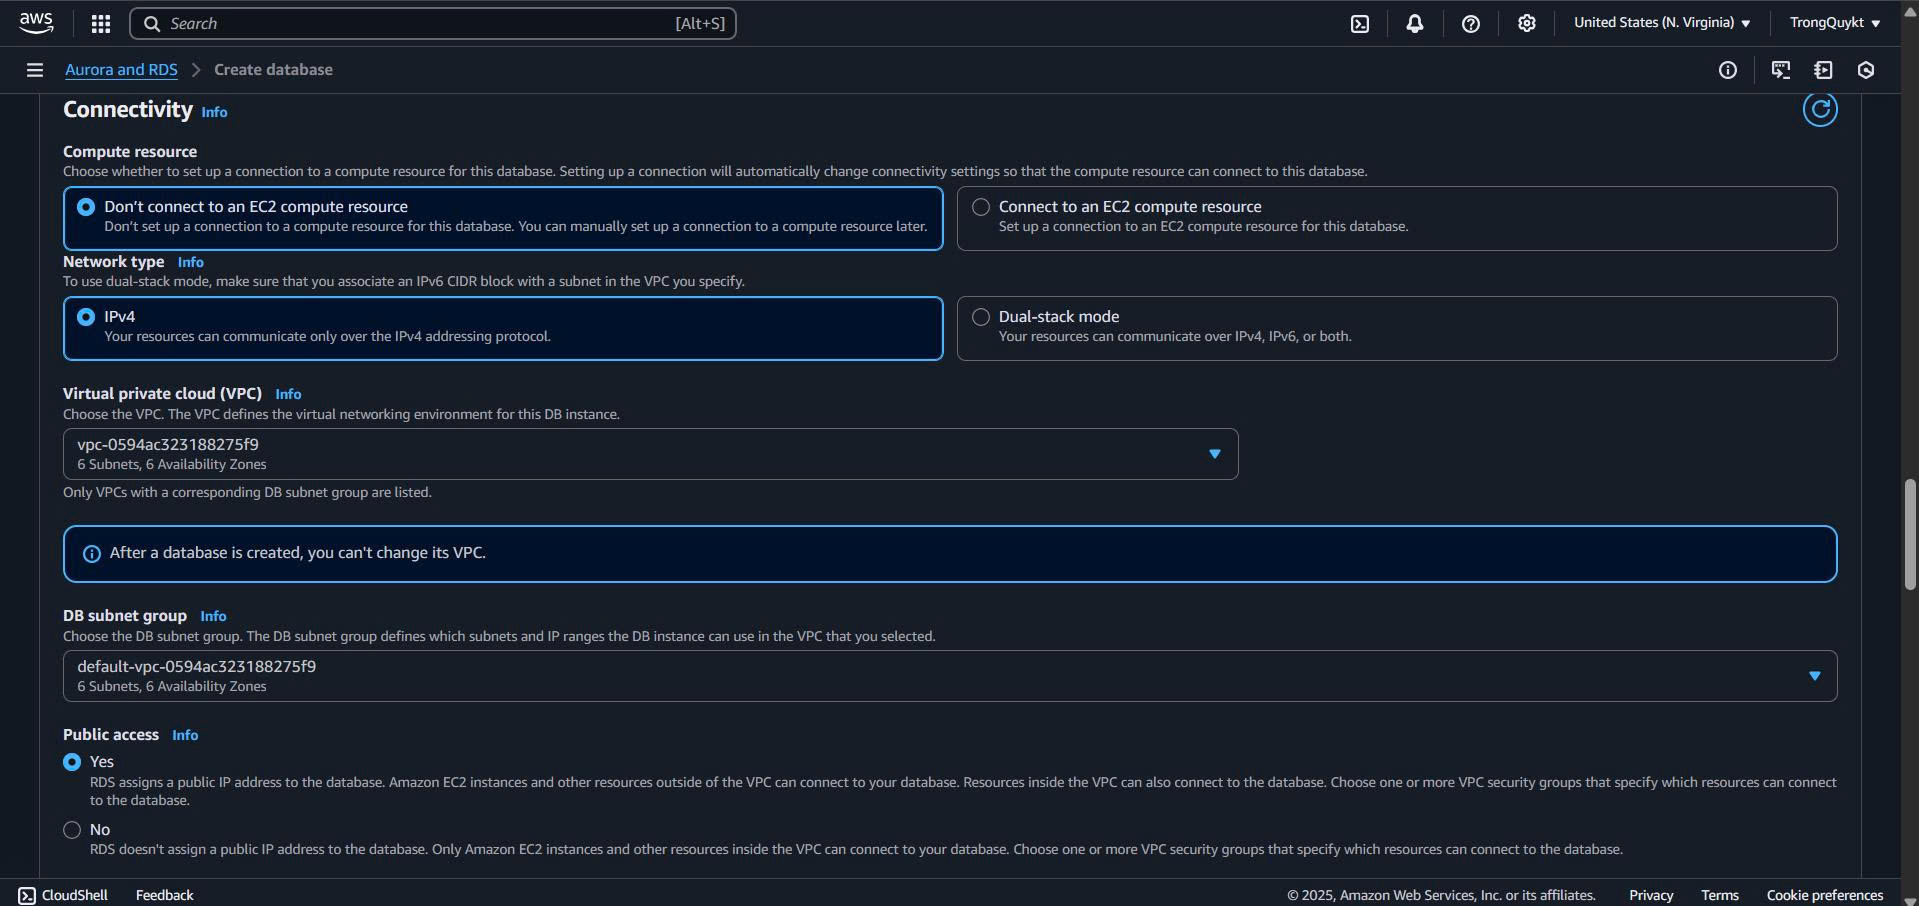 aws
Search
[Alt+S]
United States (N. Virginia)
TrongQuykt
Aurora and RDS
Create database
Connectivity Info
Compute resource
Choose whether to set up a connection to a compute resource for this database. Setting up a connection will automatically change connectivity settings so that the compute resource can connect to this database.
Don’t connect to an EC2 compute resource
Don’t set up a connection to a compute resource for this database. You can manually set up a connection to a compute resource later.
Connect to an EC2 compute resource
Set up a connection to an EC2 compute resource for this database.
Network type Info
To use dual-stack mode, make sure that you associate an IPv6 CIDR block with a subnet in the VPC you specify.
IPv4
Your resources can communicate only over the IPv4 addressing protocol.
Dual-stack mode
Your resources can communicate over IPv4, IPv6, or both.
Virtual private cloud (VPC) Info
Choose the VPC. The VPC defines the virtual networking environment for this DB instance.
vpc-0594ac323188275f9
6 Subnets, 6 Availability Zones
Only VPCs with a corresponding DB subnet group are listed.
After a database is created, you can't change its VPC.
DB subnet group Info
Choose the DB subnet group. The DB subnet group defines which subnets and IP ranges the DB instance can use in the VPC that you selected.
default-vpc-0594ac323188275f9
6 Subnets, 6 Availability Zones
Public access Info
Yes
RDS assigns a public IP address to the database. Amazon EC2 instances and other resources outside of the VPC can connect to your database. Resources inside the VPC can also connect to the database. Choose one or more VPC security groups that specify which resources can connect
to the database.
No
RDS doesn't assign a public IP address to the database. Only Amazon EC2 instances and other resources inside the VPC can connect to your database. Choose one or more VPC security groups that specify which resources can connect to the database.
CloudShell
Feedback
© 2025, Amazon Web Services, Inc. or its affiliates.
Privacy
Terms
Cookie preferences